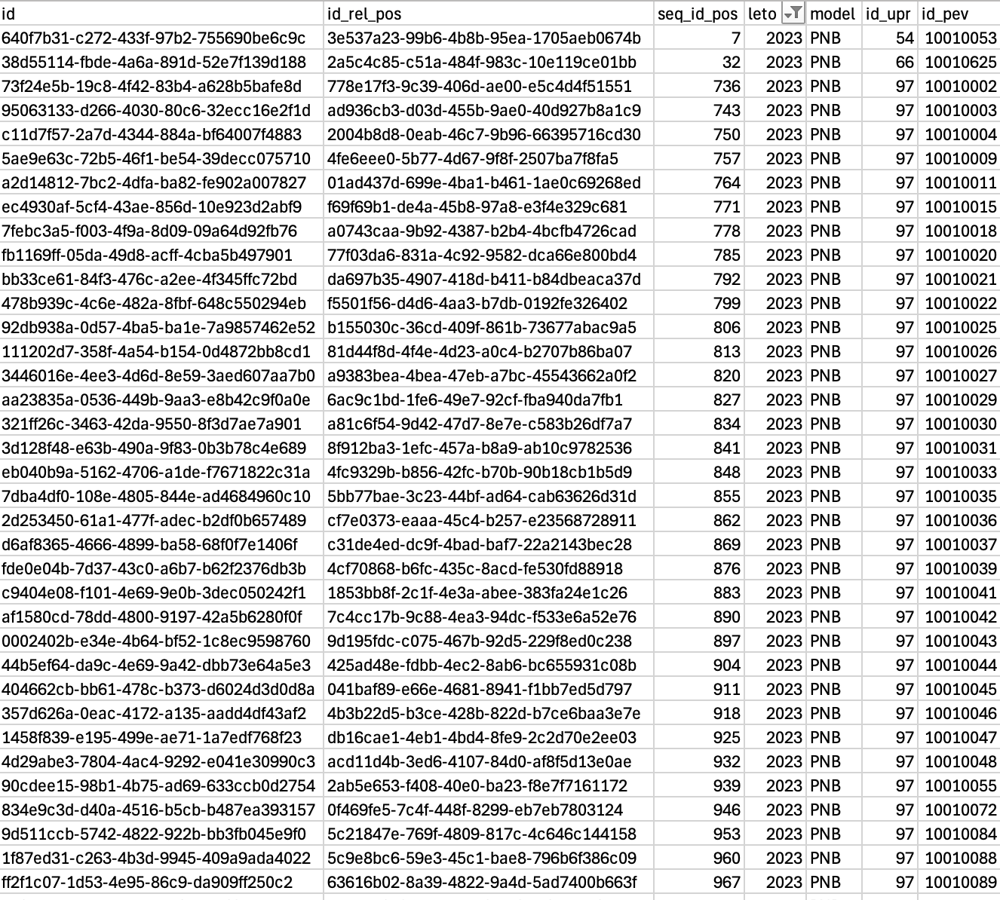 id id_rel_pos seq_id_pos leto model id_upr id_pev
640f7b31-c272-433f-97b2-755690be6c9c 3e537a23-99b6-4b8b-95ea-1705aeb0674b 7 2023 PNB 54 10010053
38d55114-fbde-4a6a-891d-52e7f139d188 2a5c4c85-c51a-484f-983c-10e119ce01bb 32 2023 PNB 66 10010625
73f24e5b-19c8-4f42-83b4-a628b5bafe8d 778e17f3-9c39-406d-ae00-e5c4d4f51551 736 2023 PNB 97 10010002
95063133-d266-4030-80c6-32ecc16e2f1d ad936cb3-d03d-455b-9ae0-40d927b8a1c9 743 2023 PNB 97 10010003
c11d7f57-2a7d-4344-884a-bf64007f4883 2004b8d8-0eab-46c7-9b96-66395716cd30 750 2023 PNB 97 10010004
5ae9e63c-72b5-46f1-be54-39decc075710 4fe6eee0-5b77-4d67-9f8f-2507ba7f8fa5 757 2023 PNB 97 10010009
a2d14812-7bc2-4dfa-ba82-fe902a007827 01ad437d-699e-4ba1-b461-1ae0c69268ed 764 2023 PNB 97 10010011
ec4930af-5cf4-43ae-856d-10e923d2abf9 f69f69b1-de4a-45b8-97a8-e3f4e329c681 771 2023 PNB 97 10010015
7febc3a5-f003-4f9a-8d09-09a64d92fb76 a0743caa-9b92-4387-b2b4-4bcfb4726cad 778 2023 PNB 97 10010018
fb1169ff-05da-49d8-acff-4cba5b497901 77f03da6-831a-4c92-9582-dca66e800bd4 785 2023 PNB 97 10010020
bb33ce61-84f3-476c-a2ee-4f345ffc72bd da697b35-4907-418d-b411-b84dbeaca37d 792 2023 PNB 97 10010021
478b939c-4c6e-482a-8fbf-648c550294eb f5501f56-d4d6-4aa3-b7db-0192fe326402 799 2023 PNB 97 10010022
92db938a-0d57-4ba5-ba1e-7a9857462e52 b155030c-36cd-409f-861b-73677abac9a5 806 2023 PNB 97 10010025
111202d7-358f-4a54-b154-0d4872bb8cd1 81d44f8d-4f4e-4d23-a0c4-b2707b86ba07 813 2023 PNB 97 10010026
3446016e-4ee3-4d6d-8e59-3aed607aa7b0 a9383bea-4bea-47eb-a7bc-45543662a0f2 820 2023 PNB 97 10010027
aa23835a-0536-449b-9aa3-e8b42c9f0a0e 6ac9c1bd-1fe6-49e7-92cf-fba940da7fb1 827 2023 PNB 97 10010029
321ff26c-3463-42da-9550-8f3d7ae7a901 a81c6f54-9d42-47d7-8e7e-c583b26df7a7 834 2023 PNB 97 10010030
3d128f48-e63b-490a-9f83-0b3b78c4e689 8f912ba3-1efc-457a-b8a9-ab10c9782536 841 2023 PNB 97 10010031
eb040b9a-5162-4706-a1de-f7671822c31a 4fc9329b-b856-42fc-b70b-90b18cb1b5d9 848 2023 PNB 97 10010033
7dba4df0-108e-4805-844e-ad4684960c10 5bb77bae-3c23-44bf-ad64-cab63626d31d 855 2023 PNB 97 10010035
2d253450-61a1-477f-adec-b2df0b657489 cf7e0373-eaaa-45c4-b257-e23568728911 862 2023 PNB 97 10010036
d6af8365-4666-4899-ba58-68f0f7e1406f c31de4ed-dc9f-4bad-baf7-22a2143bec28 869 2023 PNB 97 10010037
fde0e04b-7d37-43c0-a6b7-b62f2376db3b 4cf70868-b6fc-435c-8acd-fe530fd88918 876 2023 PNB 97 10010039
c9404e08-f101-4e69-9e0b-3dec050242f1 1853bb8f-2c1f-4e3a-abee-383fa24e1c26 883 2023 PNB 97 10010041
af1580cd-78dd-4800-9197-42a5b6280f0f 7c4cc17b-9c88-4ea3-94dc-f533e6a52e76 890 2023 PNB 97 10010042
0002402b-e34e-4b64-bf52-1c8ec9598760 9d195fdc-c075-467b-92d5-229f8ed0c238 897 2023 PNB 97 10010043
44b5ef64-da9c-4e69-9a42-dbb73e64a5e3 425ad48e-fdbb-4ec2-8ab6-bc655931c08b 904 2023 PNB 97 10010044
404662cb-bb61-478c-b373-d6024d3d0d8a 041baf89-e66e-4681-8941-f1bb7ed5d797 911 2023 PNB 97 10010045
357d626a-0eac-4172-a135-aadd4df43af2 4b3b22d5-b3ce-428b-822d-b7ce6baa3e7e 918 2023 PNB 97 10010046
1458f839-e195-499e-ae71-1a7edf768f23 db16cae1-4eb1-4bd4-8fe9-2c2d70e2ee03 925 2023 PNB 97 10010047
4d29abe3-7804-4ac4-9292-e041e30990c3 acd11d4b-3ed6-4107-84d0-af8f5d13e0ae 932 2023 PNB 97 10010048
90cdee15-98b1-4b75-ad69-633ccb0d2754 2ab5e653-f408-40e0-ba23-f8e7f7161172 939 2023 PNB 97 10010055
834e9c3d-d40a-4516-b5cb-b487ea393157 0f469fe5-7c4f-448f-8299-eb7eb7803124 946 2023 PNB 97 10010072
9d511ccb-5742-4822-922b-bb3fb045e9f0 5c21847e-769f-4809-817c-4c646c144158 953 2023 PNB 97 10010084
1f87ed31-c263-4b3d-9945-409a9ada4022 5c9e8bc6-59e3-45c1-bae8-796b6f386c09 960 2023 PNB 97 10010088
ff2f1c07-1d53-4e95-86c9-da909ff250c2 63616b02-8a39-4822-9a4d-5ad7400b663f 967 2023 PNB 97 10010089